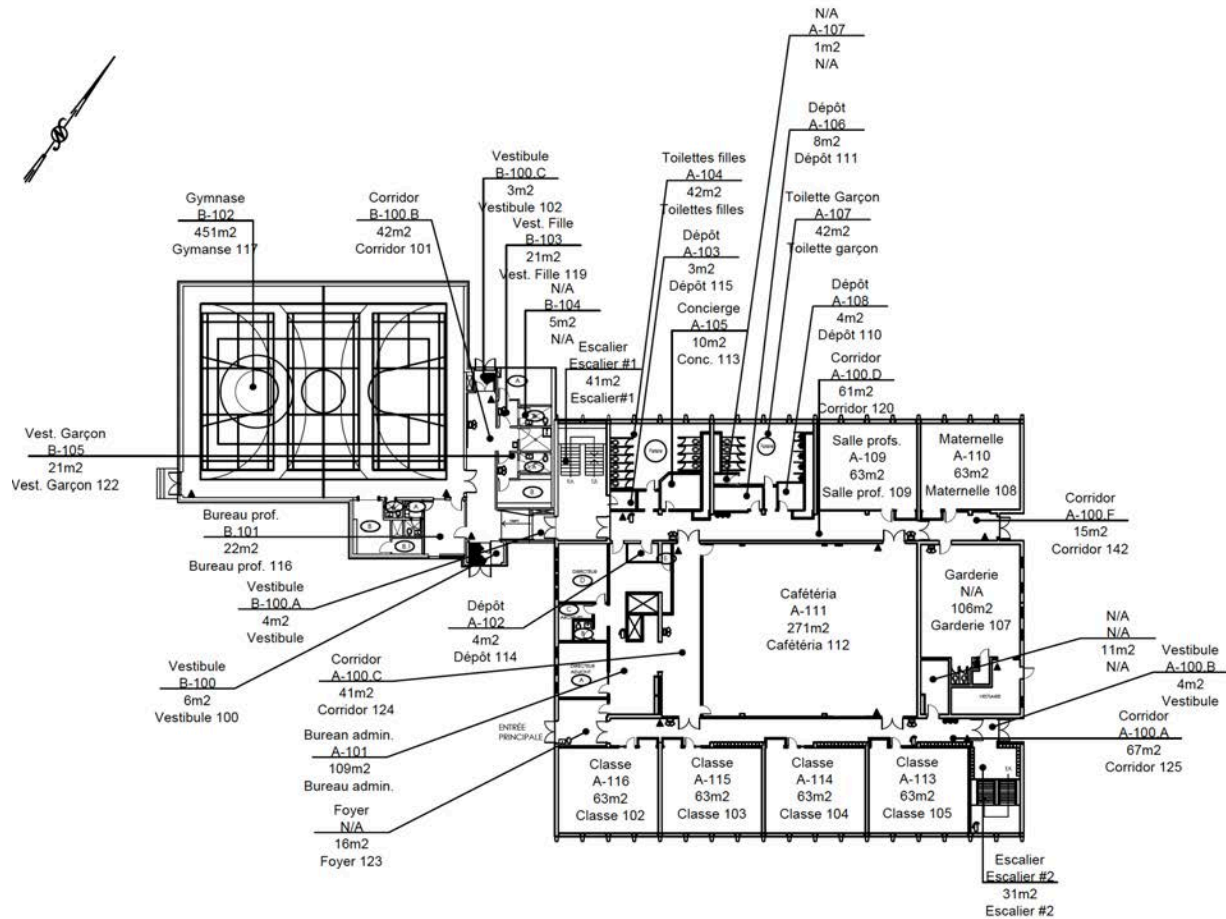 N/A
A-107
1m2
N/A
Dépôt
A-106
8m2
Dépôt 111
Toilettes filles
A-104
42m2
Toilettes filles
Vestibule
B-100.C
3m2
Vestibule 102
Toilette Garçon
A-107
42m2
Toilette garçon
Gymnase
B-102
451m2
Gymanse 117
Corridor
B-100.B
42m2
Corridor 101
Vest. Fille
B-103
21m2
Vest. Fille 119
Dépôt
A-103
3m2
Dépôt 115
N/A
B-104
5m2
N/A
Dépôt
A-108
4m2
Dépôt 110
Concierge
A-105
10m2
Conc. 113
Escalier
Escalier #1
41m2
Escalier#1
Corridor
A-100.D
61m2
Corridor 120
Vest. Garçon
B-105
21m2
Vest. Garçon 122
Salle profs.
A-109
63m2
Salle prof. 109
Maternelle
A-110
63m2
Maternelle 108
Corridor
A-100.F
15m2
Corridor 142
Bureau prof.
B.101
22m2
Bureau prof. 116
Vestibule
B-100.A
4m2
Vestibule
DIRECTEUR
D
Garderie
N/A
106m2
Garderie 107
Cafétéria
A-111
271m2
Cafétéria 112
Dépôt
A-102
4m2
Dépôt 114
N/A
N/A
11m2
N/A
Vestibule
A-100.B
4m2
Vestibule
Vestibule
B-100
6m2
Vestibule 100
Corridor
A-100.C
41m2
Corridor 124
DIRECTEUR
ADJOINT
A
VESTIAIRE
ENTRÉE
PRINCIPALE
Corridor
A-100.A
67m2
Corridor 125
Burean admin.
A-101
109m2
Bureau admin.
Classe
A-116
63m2
Classe 102
Classe
A-115
63m2
Classe 103
Classe
A-114
63m2
Classe 104
Classe
A-113
63m2
Classe 105
Foyer
N/A
16m2
Foyer 123
Escalier
Escalier #2
31m2
Escalier #2